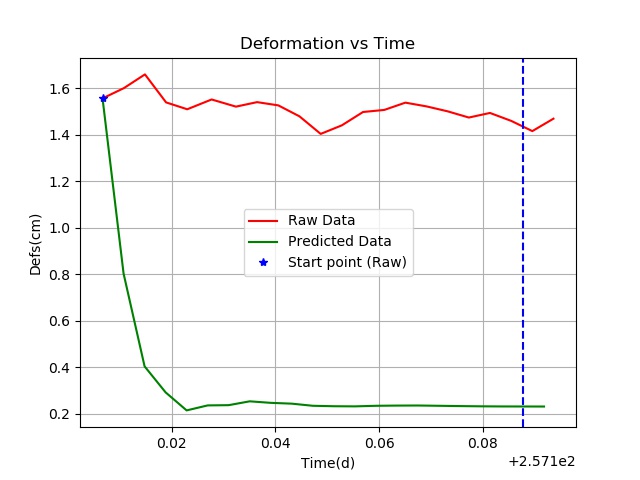 Deformation vs Time
Defs(cm)
1.6
1.4
1.2
1.0
0.8
0.6
0.4
0.2
Raw Data
Predicted Data
Start point (Raw)
0.02
0.04
0.06
0.08
Time(d)
+2.571e2